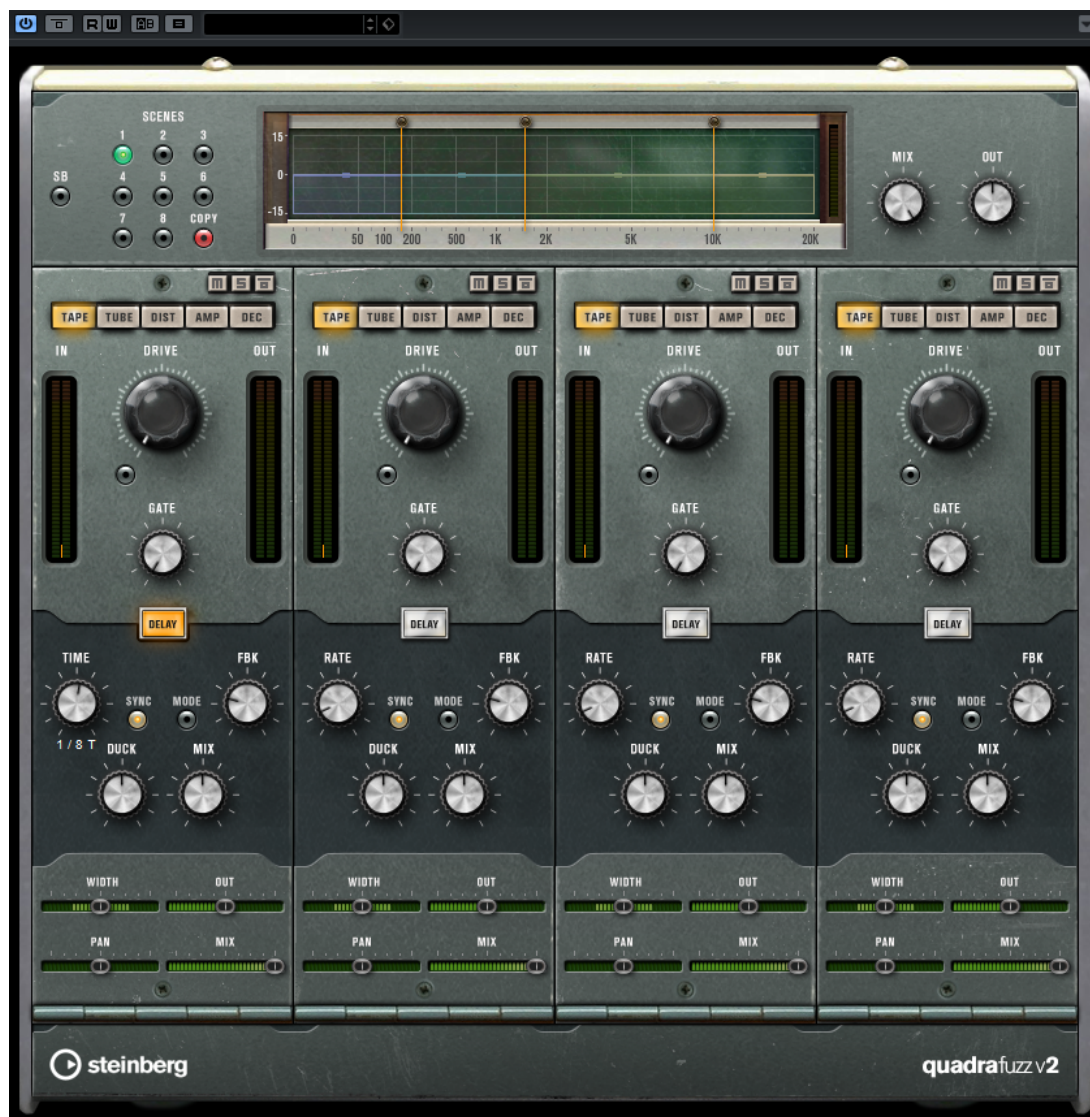 R W AB
SCENES
1 2 3
SB
4 5 6
7 8 COPY
15
0
-15
0 50 100 200 500 1K 2K 5K 10K 20K
MIX OUT
M S M S M S M S
TAPE TUBE DIST AMP DEC TAPE TUBE DIST AMP DEC TAPE TUBE DIST AMP DEC TAPE TUBE DIST AMP DEC
IN DRIVE OUT IN DRIVE OUT IN DRIVE OUT IN DRIVE OUT
GATE GATE GATE GATE
DELAY DELAY DELAY DELAY
TIME FBK RATE FBK RATE FBK RATE FBK
SYNC MODE SYNC MODE SYNC MODE SYNC MODE
1 / 8 T
DUCK MIX DUCK MIX DUCK MIX DUCK MIX
WIDTH OUT WIDTH OUT WIDTH OUT WIDTH OUT
PAN MIX PAN MIX PAN MIX PAN MIX
steinberg quadrafuzz v2